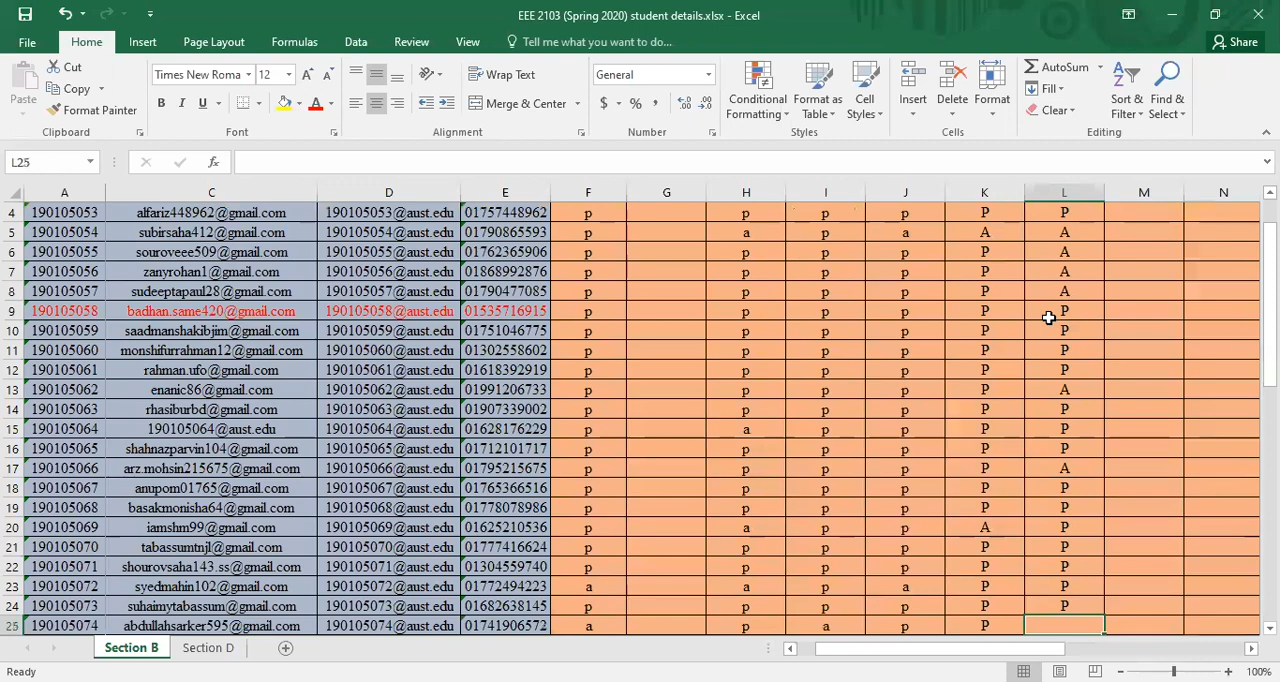 EEE 2103 (Spring 2020) student details.xlsx - Excel
File Home Insert Page Layout Formulas Data Review View Tell me what you want to do... Share
Cut
Copy
Format Painter
Paste
Clipboard
Times New Roma 12
B I U
Font
Wrap Text
Merge & Center
Alignment
General
$ % ,
Number
Conditional Formatting
Format as Table
Cell Styles
Styles
Insert
Delete
Format
Cells
AutoSum
Fill
Clear
Sort & Filter
Find & Select
Editing
L25 fx
A C D E F G H I J K L M N
4 190105053 alfariz448962@gmail.com 190105053@aust.edu 01757448962 p p p p P P
5 190105054 subirsaha412@gmail.com 190105054@aust.edu 01790865593 p a p a A A
6 190105055 souroveee509@gmail.com 190105055@aust.edu 01762365906 p p p p P A
7 190105056 zanyrohan1@gmail.com 190105056@aust.edu 01868992876 p p p p P A
8 190105057 sudeeptapaul28@gmail.com 190105057@aust.edu 01790477085 p p p p P A
9 190105058 badhan.same420@gmail.com 190105058@aust.edu 01535716915 p p p p P P
10 190105059 saadmanshakibjim@gmail.com 190105059@aust.edu 01751046775 p p p p P P
11 190105060 monshifurrahman12@gmail.com 190105060@aust.edu 01302558602 p p p p P P
12 190105061 rahman.ufo@gmail.com 190105061@aust.edu 01618392919 p p p p P P
13 190105062 enanic86@gmail.com 190105062@aust.edu 01991206733 p p p p P A
14 190105063 rhasiburbd@gmail.com 190105063@aust.edu 01907339002 p p p p P P
15 190105064 190105064@aust.edu 190105064@aust.edu 01628176229 p a p p P P
16 190105065 shahnazparvin104@gmail.com 190105065@aust.edu 01712101717 p p p p P P
17 190105066 arz.mohsin215675@gmail.com 190105066@aust.edu 01795215675 p p p p P A
18 190105067 anupom01765@gmail.com 190105067@aust.edu 01765366516 p p p p P P
19 190105068 basakmonisha64@gmail.com 190105068@aust.edu 01778078986 p p p p P P
20 190105069 iamshm99@gmail.com 190105069@aust.edu 01625210536 p a p p A P
21 190105070 tabassumtnjl@gmail.com 190105070@aust.edu 01777416624 p p p p P P
22 190105071 shourovsaha143.ss@gmail.com 190105071@aust.edu 01304559740 p p p p P P
23 190105072 syedmahin102@gmail.com 190105072@aust.edu 01772494223 a a p a P P
24 190105073 suhaimytabassum@gmail.com 190105073@aust.edu 01682638145 p p p p P P
25 190105074 abdullahsarker595@gmail.com 190105074@aust.edu 01741906572 a p a p P
Section B Section D
Ready 100%